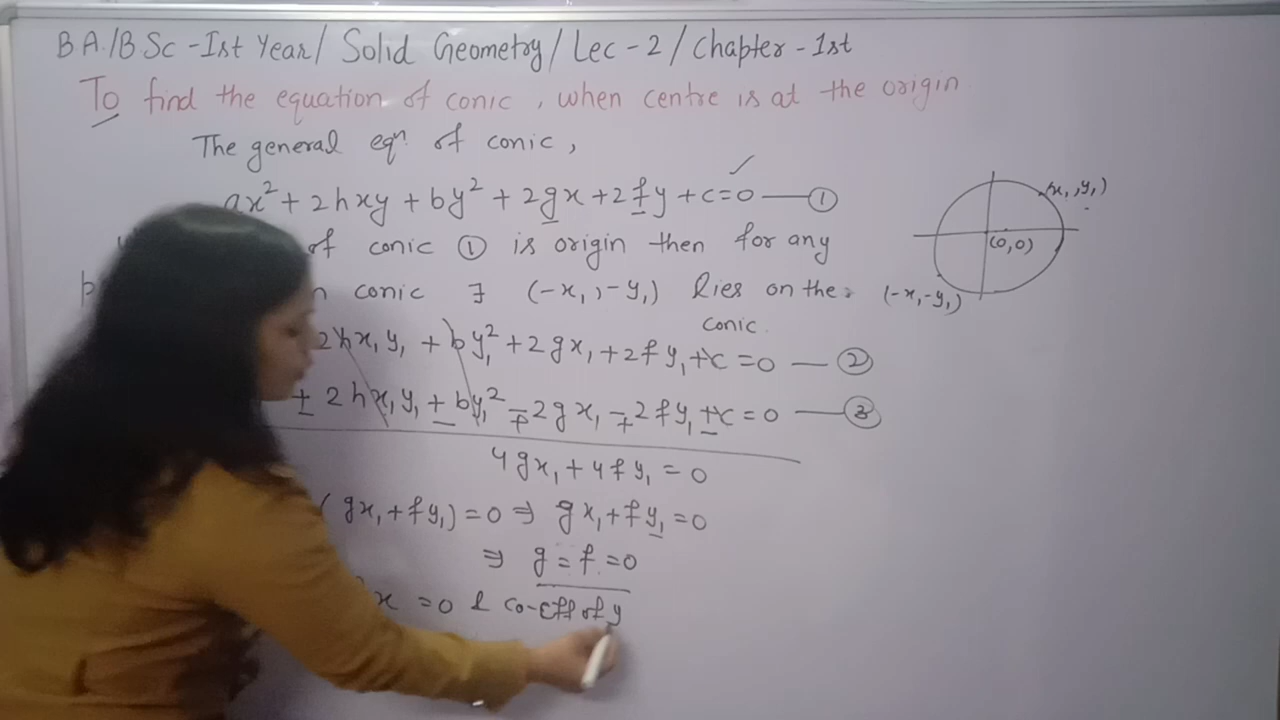 BA./BSc -Ist Year/ Solid Geometry/ Lec-2/ Chapter-1st
To find the equation of conic, when centre is at the origin
The general eqⁿ of conic,
ax² + 2hxy + by² + 2gx + 2fy + c = 0 — ①
of conic ① is origin then for any
conic ∃ (-x₁, -y₁) lies on the
conic.
2hx₁y₁ + by₁² + 2gx₁ + 2fy₁ + c = 0 — ②
± 2hx₁y₁ ± by₁² ∓ 2gx₁ ∓ 2fy₁ ± c = 0 — ③
4gx₁ + 4fy₁ = 0
(gx₁ + fy₁) = 0 ⇒ gx₁ + fy₁ = 0
⇒ g = f = 0
x = 0 & co-eff of y
(x₁, y₁)
(0,0)
(-x₁, -y₁)